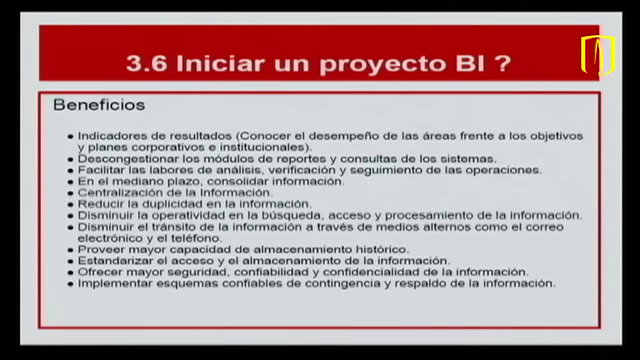 3.6 Iniciar un proyecto BI ?
Beneficios
● Indicadores de resultados (Conocer el desempeño de las áreas frente a los objetivos
y planes corporativos e institucionales).
● Descongestionar los módulos de reportes y consultas de los sistemas.
● Facilitar las labores de análisis, verificación y seguimiento de las operaciones.
● En el mediano plazo, consolidar información.
● Centralización de la Información.
● Reducir la duplicidad en la información.
● Disminuir la operatividad en la búsqueda, acceso y procesamiento de la información.
● Disminuir el tránsito de la información a través de medios alternos como el correo
electrónico y el teléfono.
● Proveer mayor capacidad de almacenamiento histórico.
● Estandarizar el acceso y el almacenamiento de la información.
● Ofrecer mayor seguridad, confiabilidad y confidencialidad de la información.
● Implementar esquemas confiables de contingencia y respaldo de la información.